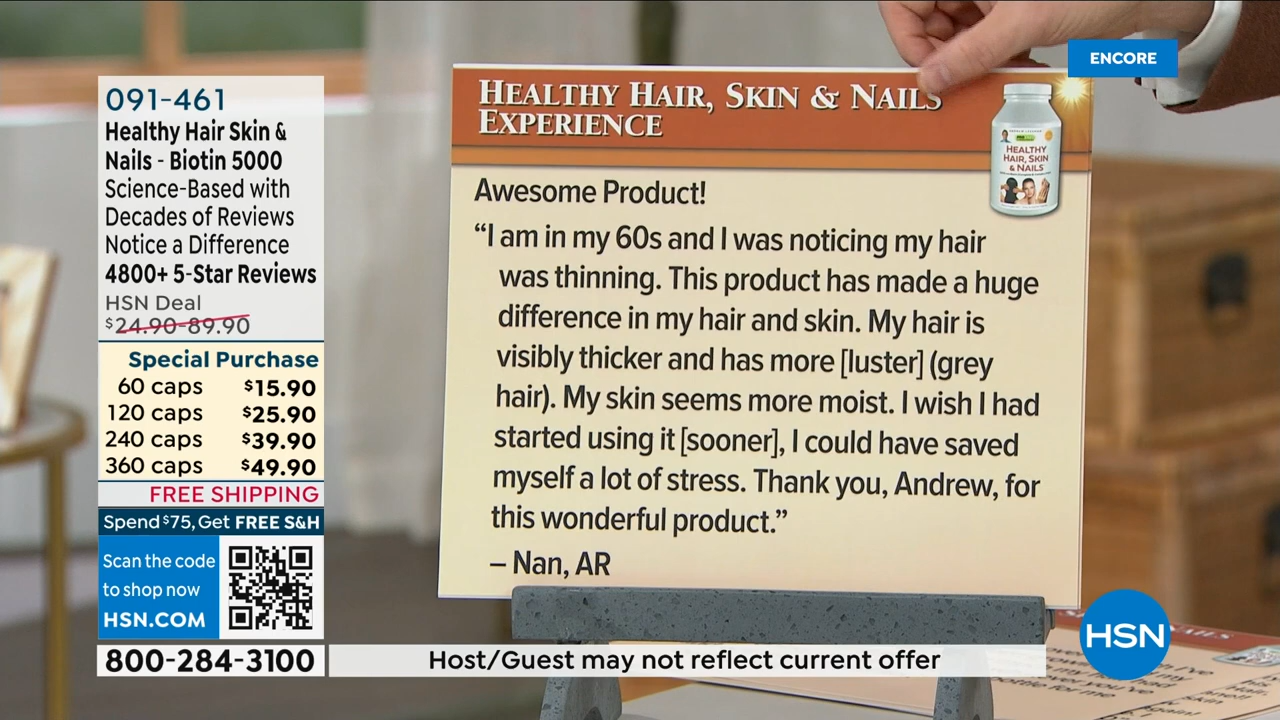 ENCORE
091-461
Healthy Hair Skin &
Nails - Biotin 5000
Science-Based with
Decades of Reviews
Notice a Difference
4800+ 5-Star Reviews
HSN Deal
$24.90-89.90
Special Purchase
60 caps $15.90
120 caps $25.90
240 caps $39.90
360 caps $49.90
FREE SHIPPING
Spend $75, Get FREE S&H
Scan the code
to shop now
HSN.COM
800-284-3100
Host/Guest may not reflect current offer
HEALTHY HAIR, SKIN & NAILS
EXPERIENCE
HEALTHY
HAIR, SKIN
& NAILS
Awesome Product!
“I am in my 60s and I was noticing my hair
was thinning. This product has made a huge
difference in my hair and skin. My hair is
visibly thicker and has more [luster] (grey
hair). My skin seems more moist. I wish I had
started using it [sooner], I could have saved
myself a lot of stress. Thank you, Andrew, for
this wonderful product.”
– Nan, AR
HSN